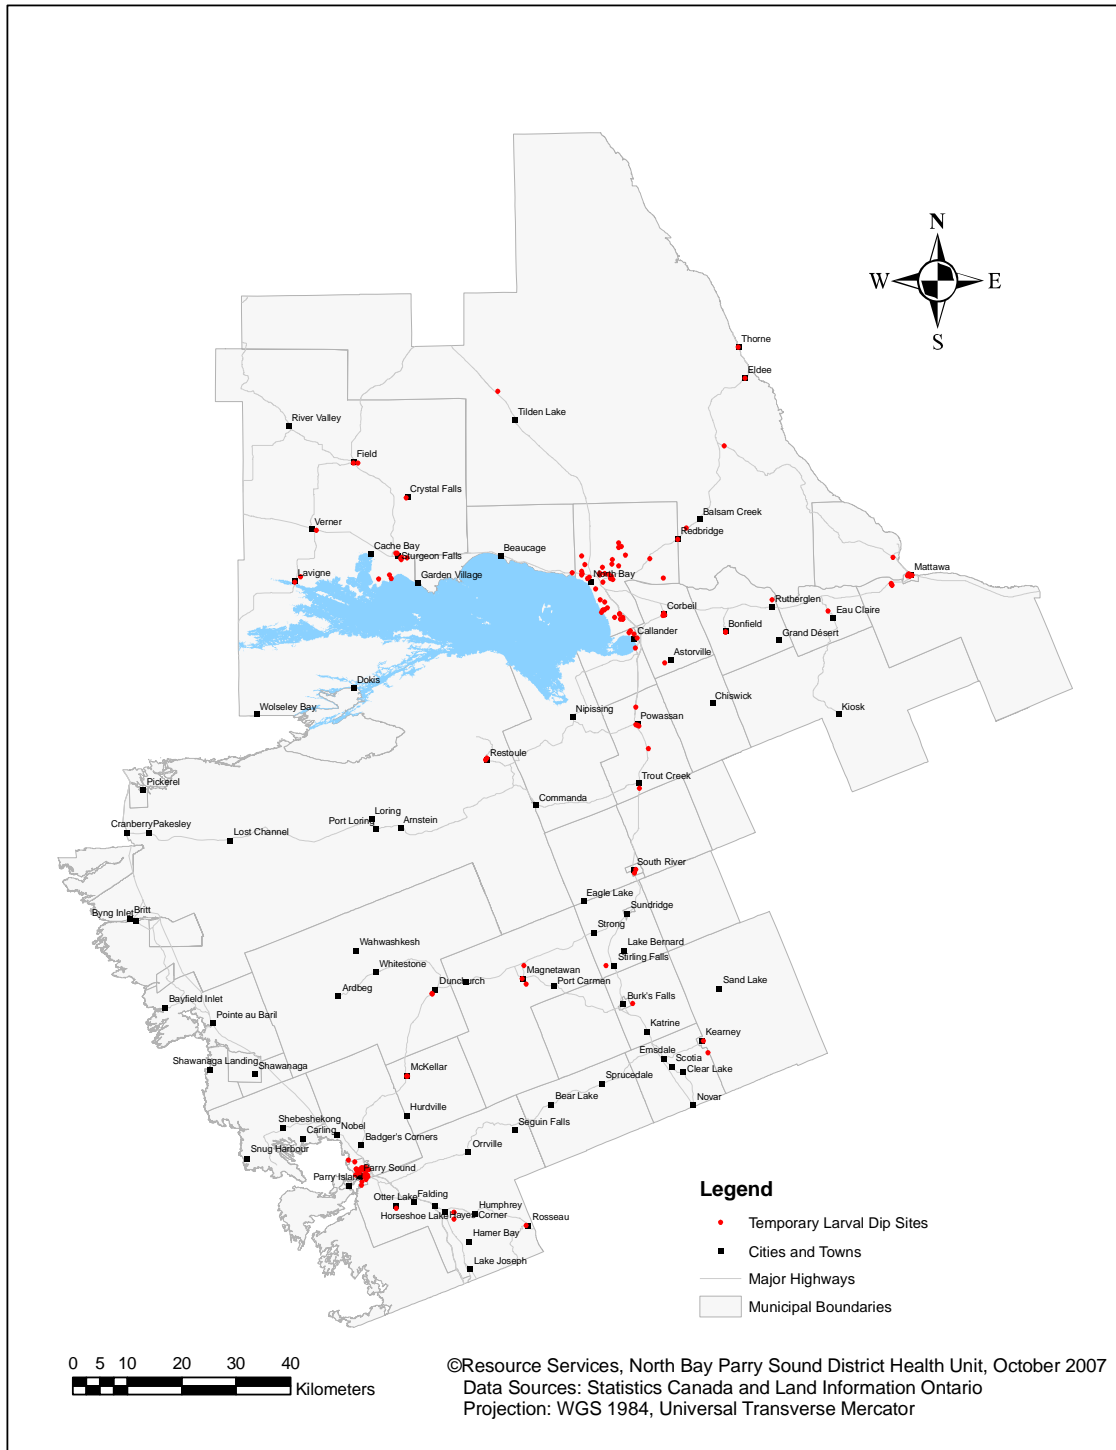 N
W
E
S
Thorne
Eldee
Tilden Lake
River Valley
Field
Crystal Falls
Balsam Creek
Verner
Redbridge
Cache Bay
Sturgeon Falls
Beaucage
Mattawa
Lavigne
Garden Village
North Bay
Rutherglen
Corbeil
Eau Claire
Bonfield
Callander
Grand Désert
Astorville
Dokis
Chiswick
Wolseley Bay
Nipissing
Powassan
Kiosk
Restoule
Trout Creek
Pickerel
Commanda
Loring
Cranberry
Pakesley
Port Loring
Arnstein
Lost Channel
South River
Eagle Lake
Sundridge
Byng Inlet
Britt
Strong
Wahwashkesh
Lake Bernard
Stirling Falls
Whitestone
Magnetawan
Dunchurch
Port Carmen
Sand Lake
Ardbeg
Bayfield Inlet
Burk's Falls
Pointe au Baril
Katrine
Kearney
Emsdale
Scotia
Shawanaga Landing
Shawanaga
McKellar
Clear Lake
Sprucedale
Bear Lake
Novar
Hurdville
Shebeshekong
Seguin Falls
Carling
Nobel
Badger's Corners
Snug Harbour
Orrville
Parry Sound
Parry Island
Otter Lake
Falding
Humphrey
Horseshoe Lake
Hayes Corner
Rosseau
Hamer Bay
Lake Joseph
Legend
Temporary Larval Dip Sites
Cities and Towns
Major Highways
Municipal Boundaries
0 5 10 20 30 40
Kilometers
©Resource Services, North Bay Parry Sound District Health Unit, October 2007
Data Sources: Statistics Canada and Land Information Ontario
Projection: WGS 1984, Universal Transverse Mercator